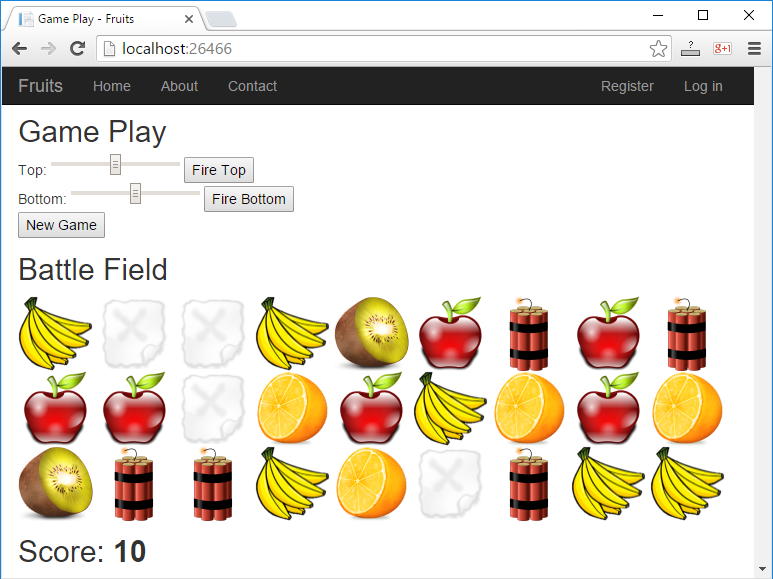 Game Play - Fruits
localhost:26466
?
g+1
Fruits Home About Contact Register Log in
Game Play
Top: Fire Top
Bottom: Fire Bottom
New Game
Battle Field
Score: 10